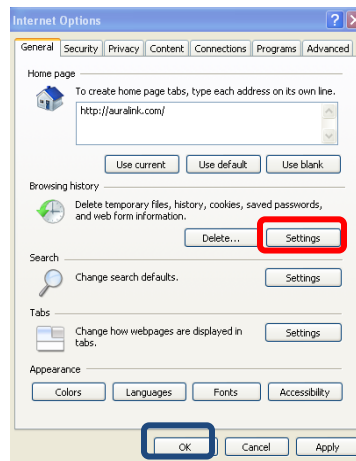 Internet Options
General Security Privacy Content Connections Programs Advanced
Home page
To create home page tabs, type each address on its own line.
http://auralink.com/
Use current Use default Use blank
Browsing history
Delete temporary files, history, cookies, saved passwords,
and web form information.
Delete... Settings
Search
Change search defaults. Settings
Tabs
Change how webpages are displayed in Settings
tabs.
Appearance
Colors Languages Fonts Accessibility
OK Cancel Apply